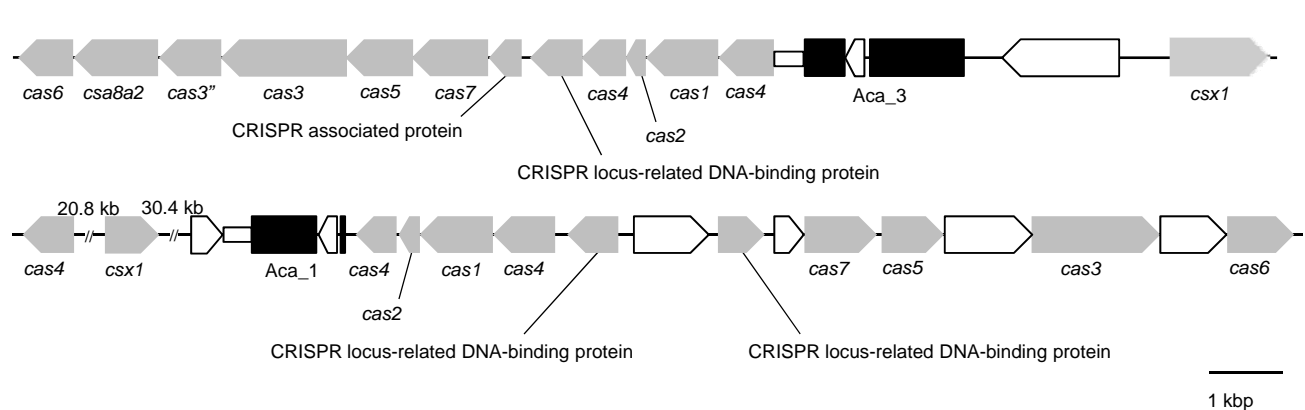 cas6 csa8a2 cas3” cas3 cas5 cas7 cas4 cas1 cas4 Aca_3 csx1
CRISPR associated protein
cas2
CRISPR locus-related DNA-binding protein
20.8 kb 30.4 kb
// //
cas4 csx1 Aca_1 cas4 cas1 cas4 cas7 cas5 cas3 cas6
cas2
CRISPR locus-related DNA-binding protein CRISPR locus-related DNA-binding protein
1 kbp